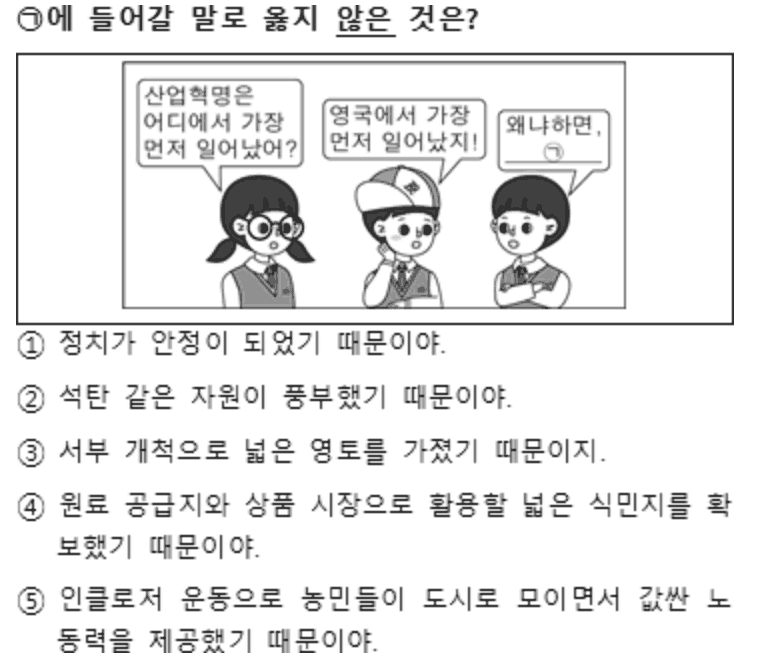 ㉠에 들어갈 말로 옳지 않은 것은?
산업혁명은
어디에서 가장
먼저 일어났어?
영국에서 가장
먼저 일어났지!
왜냐하면,
㉠
① 정치가 안정이 되었기 때문이야.
② 석탄 같은 자원이 풍부했기 때문이야.
③ 서부 개척으로 넓은 영토를 가졌기 때문이지.
④ 원료 공급지와 상품 시장으로 활용할 넓은 식민지를 확
보했기 때문이야.
⑤ 인클로저 운동으로 농민들이 도시로 모이면서 값싼 노
동력을 제공했기 때문이야.